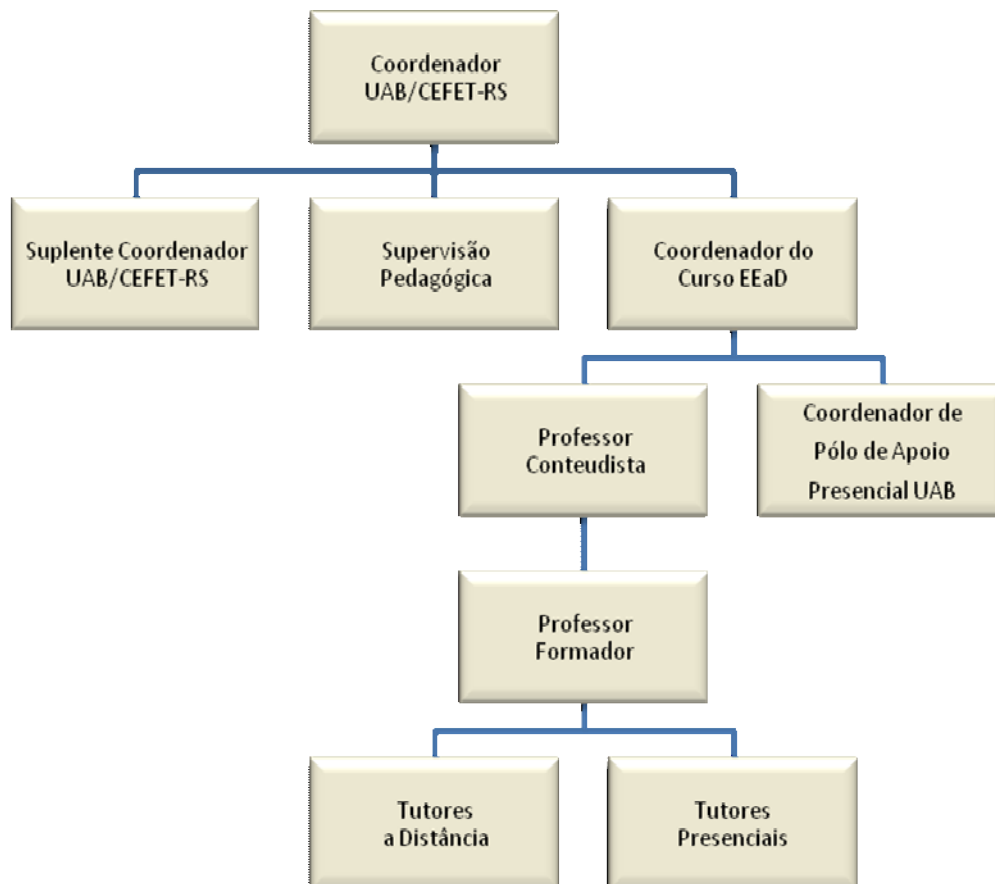 Coordenador
UAB/CEFET-RS
Suplente Coordenador
UAB/CEFET-RS
Supervisão
Pedagógica
Coordenador do
Curso EEaD
Professor
Conteudista
Coordenador de
Pólo de Apoio
Presencial UAB
Professor
Formador
Tutores
a Distância
Tutores
Presenciais